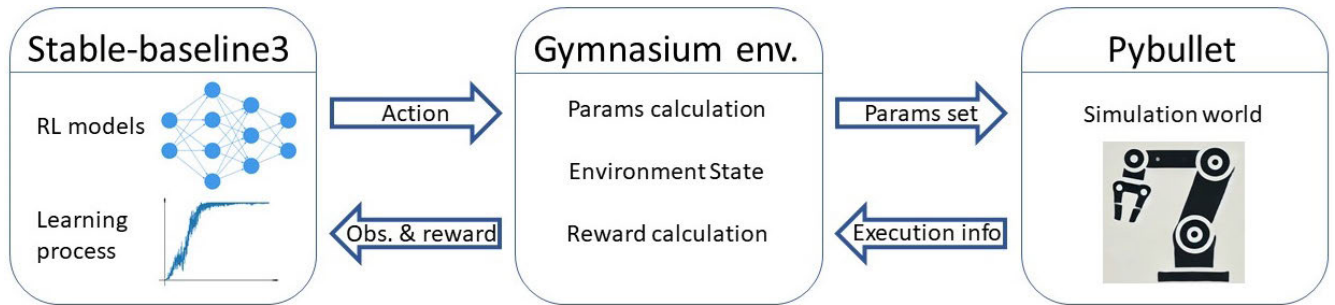 Stable-baseline3
RL models
Learning
process
Action
Obs. & reward
Gymnasium env.
Params calculation
Environment State
Reward calculation
Params set
Execution info
Pybullet
Simulation world